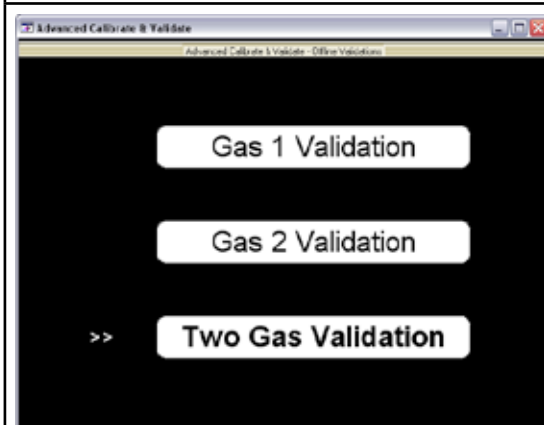 Advanced Calibrate & Validate
Advanced Calibrate & Validate - Offline Validations
Gas 1 Validation
Gas 2 Validation
>> Two Gas Validation